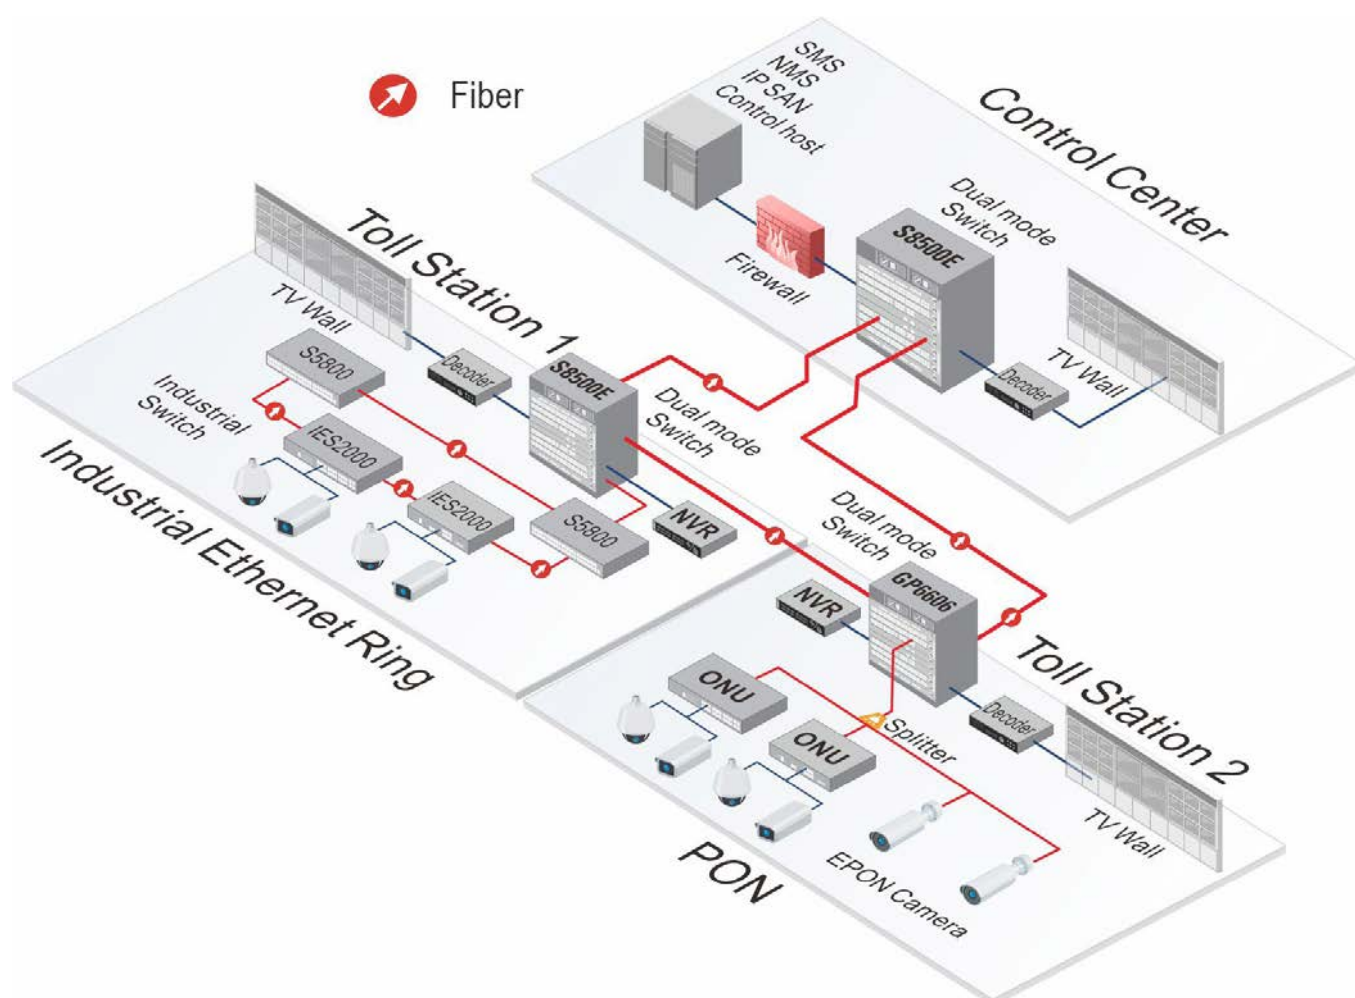 Fiber
SMS
NMS
IP SAN
Control host
Control Center
Dual mode
Switch
S8500E
Firewall
TV Wall
Decoder
Toll Station 1
TV Wall
S5800
Decoder
S8500E
Dual mode
Switch
Industrial
Switch
IES2000
IES2000
S5800
NVR
Industrial Ethernet Ring
Dual mode
Switch
GP6606
NVR
Toll Station 2
ONU
ONU
Splitter
Decoder
TV Wall
EPON Camera
PON